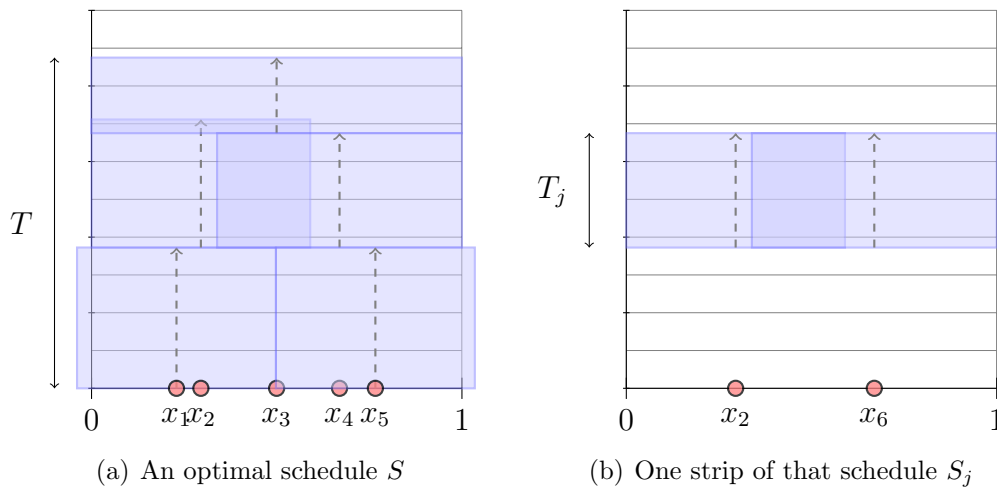 T
0
x₁
x₂
x₃
x₄
x₅
1
(a) An optimal schedule S
Tⱼ
0
x₂
x₆
1
(b) One strip of that schedule Sⱼ